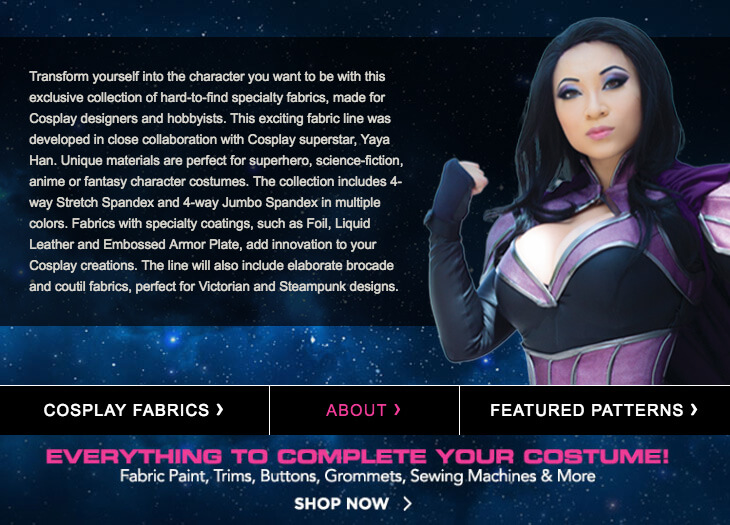 Transform yourself into the character you want to be with this
exclusive collection of hard-to-find specialty fabrics, made for
Cosplay designers and hobbyists. This exciting fabric line was
developed in close collaboration with Cosplay superstar, Yaya
Han. Unique materials are perfect for superhero, science-fiction,
anime or fantasy character costumes. The collection includes 4-
way Stretch Spandex and 4-way Jumbo Spandex in multiple
colors. Fabrics with specialty coatings, such as Foil, Liquid
Leather and Embossed Armor Plate, add innovation to your
Cosplay creations. The line will also include elaborate brocade
and coutil fabrics, perfect for Victorian and Steampunk designs.
COSPLAY FABRICS ›
ABOUT ›
FEATURED PATTERNS ›
EVERYTHING TO COMPLETE YOUR COSTUME!
Fabric Paint, Trims, Buttons, Grommets, Sewing Machines & More
SHOP NOW ›